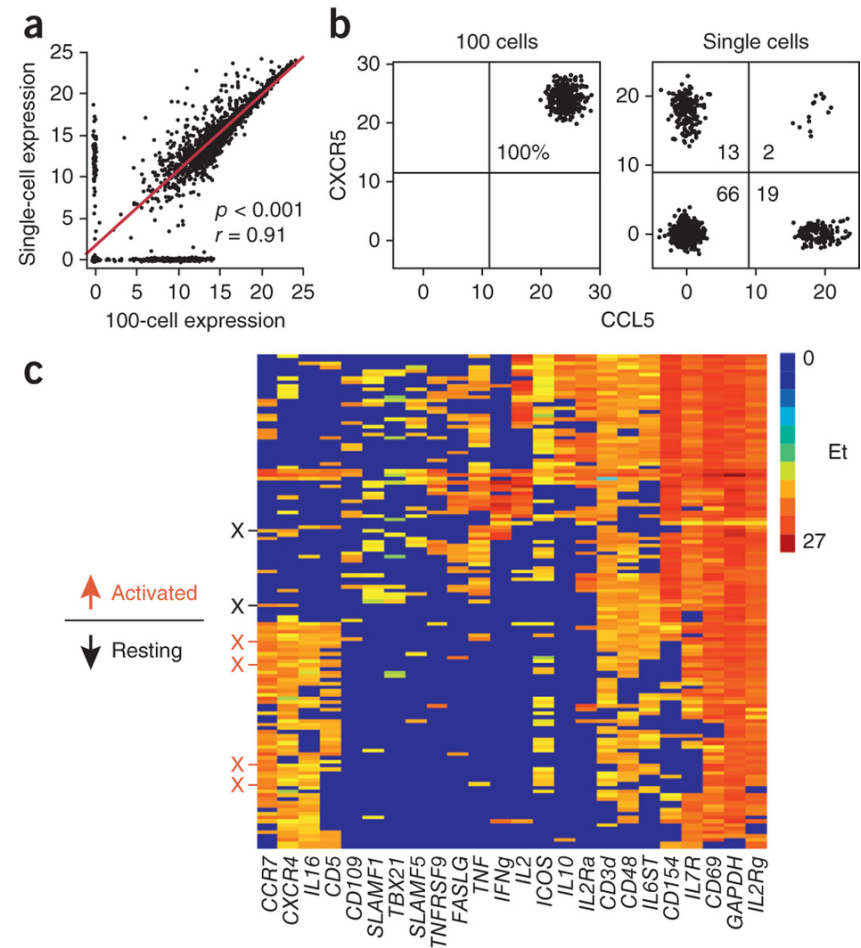 a
25
20
15
10
5
0
Single-cell expression
p < 0.001
r = 0.91
0 5 10 15 20 25
100-cell expression
b
100 cells
Single cells
30
20
10
0
CXCR5
100%
0 10 20 30
20
10
0
13 2
66 19
0 10 20
CCL5
c
0
Et
27
X
X
Activated
Resting
X
X
X
X
CCR7
CXCR4
IL16
CD5
CD109
SLAMF1
TBX21
SLAMF5
TNFRSF9
FASLG
TNF
IFNg
IL2
ICOS
IL10
IL2Ra
CD3d
CD48
IL6ST
CD154
IL7R
CD69
GAPDH
IL2Rg